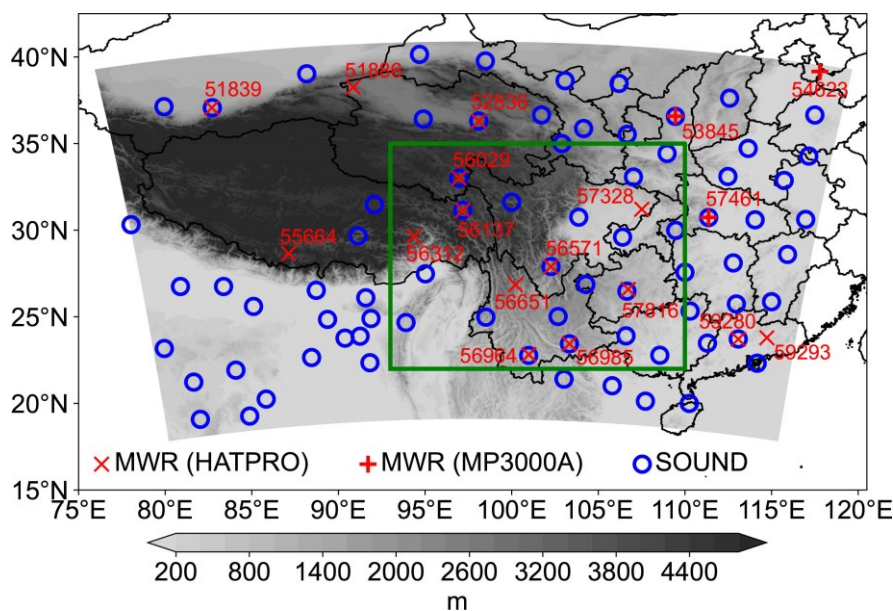 40°N
35°N
30°N
25°N
20°N
15°N
51839
51886
52836
54623
53845
56029
57328
57461
56137
55664
56312
56571
56651
57816
59280
59293
56964
56985
MWR (HATPRO)
MWR (MP3000A)
SOUND
75°E 80°E 85°E 90°E 95°E 100°E 105°E 110°E 115°E 120°E
200 800 1400 2000 2600 3200 3800 4400
m